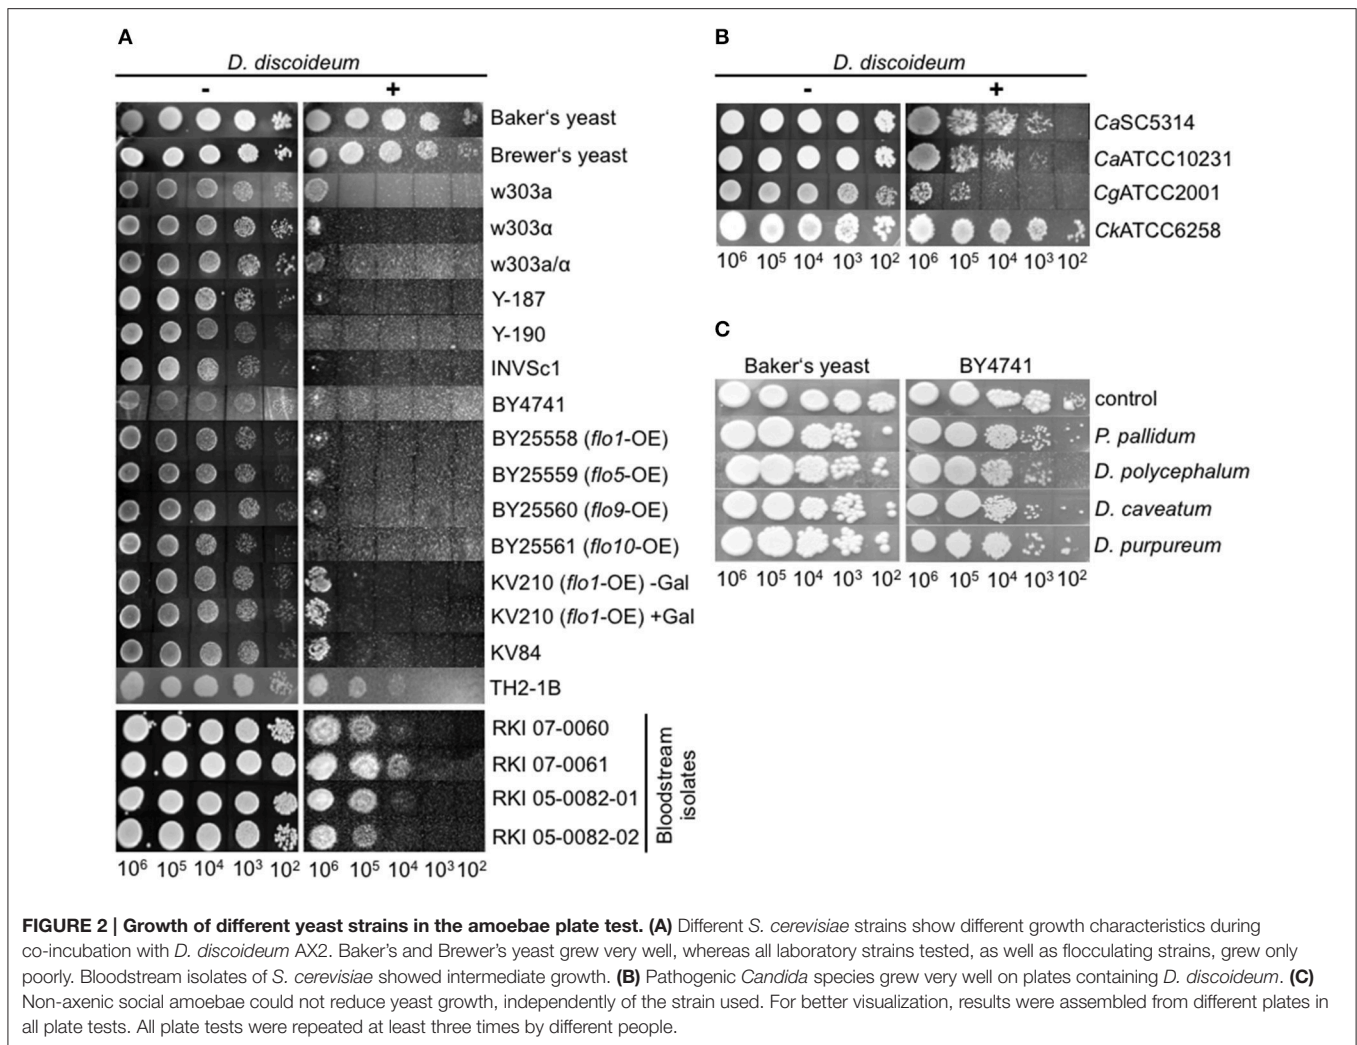 A
D. discoideum
-
+
Baker's yeast
Brewer's yeast
w303a
w303α
w303a/α
Y-187
Y-190
INVSc1
BY4741
BY25558 (flo1-OE)
BY25559 (flo5-OE)
BY25560 (flo9-OE)
BY25561 (flo10-OE)
KV210 (flo1-OE) -Gal
KV210 (flo1-OE) +Gal
KV84
TH2-1B
RKI 07-0060
RKI 07-0061
RKI 05-0082-01
RKI 05-0082-02
Bloodstream
isolates
10⁶ 10⁵ 10⁴ 10³ 10² 10⁶ 10⁵ 10⁴ 10³ 10²
B
D. discoideum
-
+
CaSC5314
CaATCC10231
CgATCC2001
CkATCC6258
10⁶ 10⁵ 10⁴ 10³ 10² 10⁶ 10⁵ 10⁴ 10³ 10²
C
Baker's yeast BY4741
control
P. pallidum
D. polycephalum
D. caveatum
D. purpureum
10⁶ 10⁵ 10⁴ 10³ 10² 10⁶ 10⁵ 10⁴ 10³ 10²
FIGURE 2 | Growth of different yeast strains in the amoebae plate test. (A) Different S. cerevisiae strains show different growth characteristics during
co-incubation with D. discoideum AX2. Baker's and Brewer's yeast grew very well, whereas all laboratory strains tested, as well as flocculating strains, grew only
poorly. Bloodstream isolates of S. cerevisiae showed intermediate growth. (B) Pathogenic Candida species grew very well on plates containing D. discoideum. (C)
Non-axenic social amoebae could not reduce yeast growth, independently of the strain used. For better visualization, results were assembled from different plates in
all plate tests. All plate tests were repeated at least three times by different people.